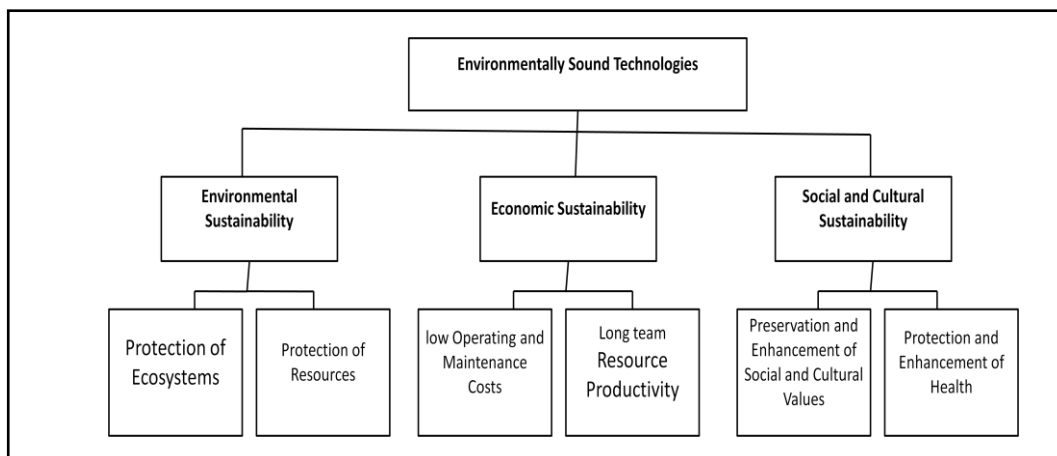 Environmentally Sound Technologies
Environmental
Sustainability
Economic Sustainability
Social and Cultural
Sustainability
Protection of
Ecosystems
Protection of
Resources
low Operating and
Maintenance
Costs
Long team
Resource
Productivity
Preservation and
Enhancement of
Social and Cultural
Values
Protection and
Enhancement of
Health